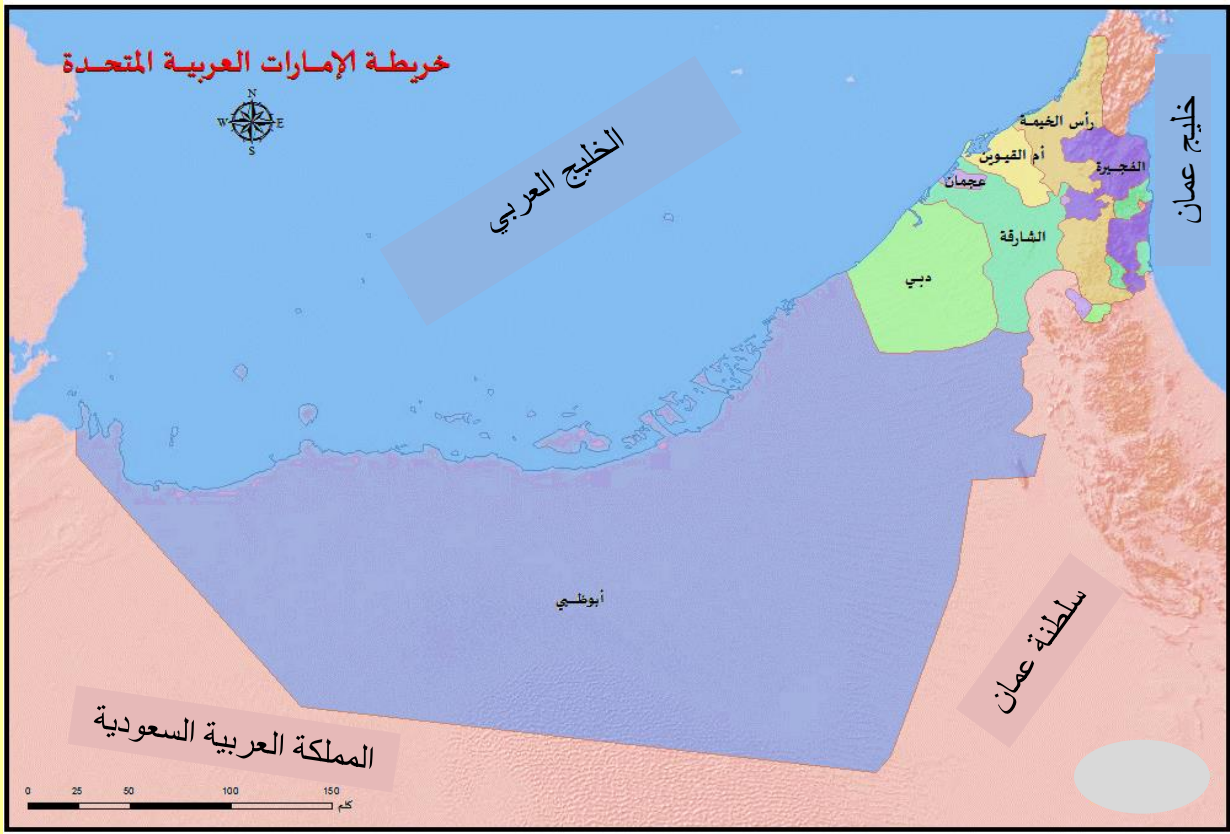 خريطة الإمارات العربية المتحدة
N
W E
S
الخليج العربي
خليج عمان
رأس الخيمة
أم القيوين
الفجيرة
عجمان
الشارقة
دبي
أبوظبي
سلطنة عمان
المملكة العربية السعودية
0 25 50 100 150
كلم